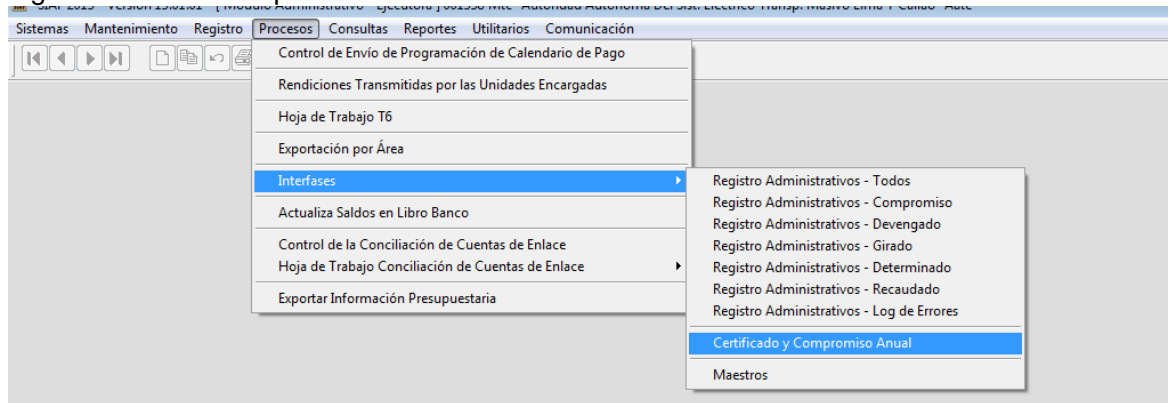 Sistemas Mantenimiento Registro Procesos Consultas Reportes Utilitarios Comunicación
Control de Envío de Programación de Calendario de Pago
Rendiciones Transmitidas por las Unidades Encargadas
Hoja de Trabajo T6
Exportación por Área
Interfases
Actualiza Saldos en Libro Banco
Control de la Conciliación de Cuentas de Enlace
Hoja de Trabajo Conciliación de Cuentas de Enlace
Exportar Información Presupuestaria
Registro Administrativos - Todos
Registro Administrativos - Compromiso
Registro Administrativos - Devengado
Registro Administrativos - Girado
Registro Administrativos - Determinado
Registro Administrativos - Recaudado
Registro Administrativos - Log de Errores
Certificado y Compromiso Anual
Maestros